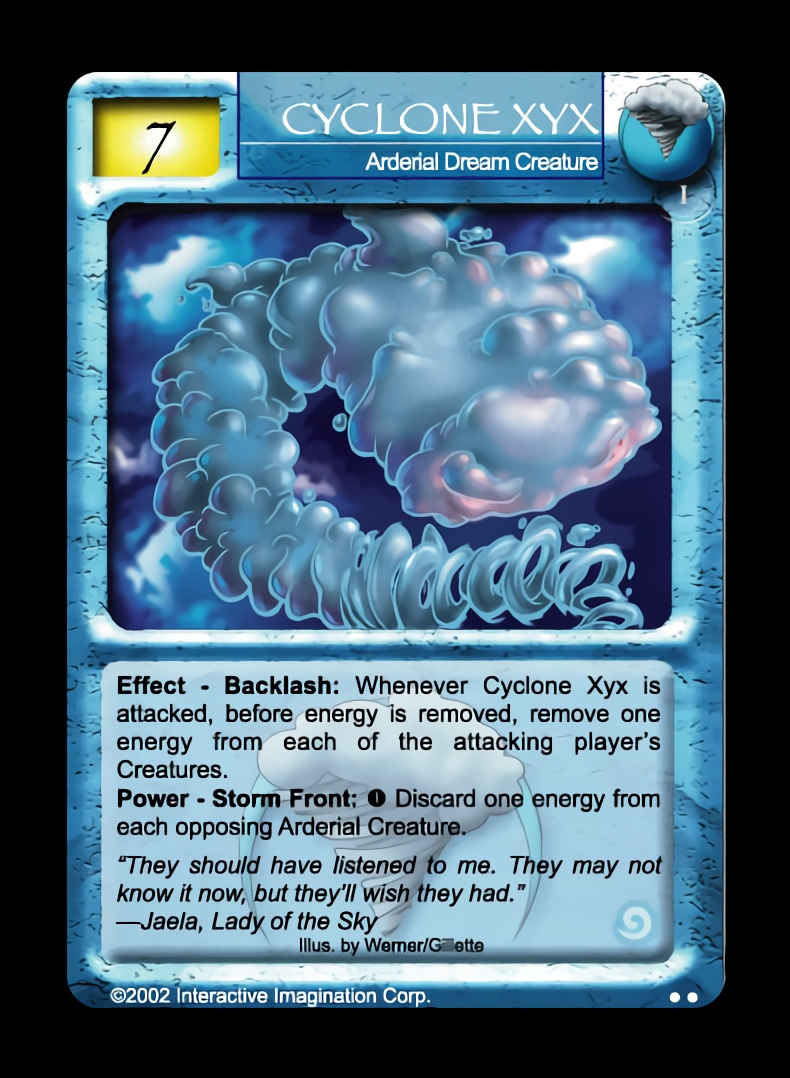 7
CYCLONE XYX
Arderial Dream Creature
I
Effect - Backlash: Whenever Cyclone Xyx is
attacked, before energy is removed, remove one
energy from each of the attacking player's
Creatures.
Power - Storm Front: Discard one energy from
each opposing Arderial Creature.
"They should have listened to me. They may not
know it now, but they'll wish they had."
—Jaela, Lady of the Sky
Illus. by
©2002 Interactive Imagination Corp.